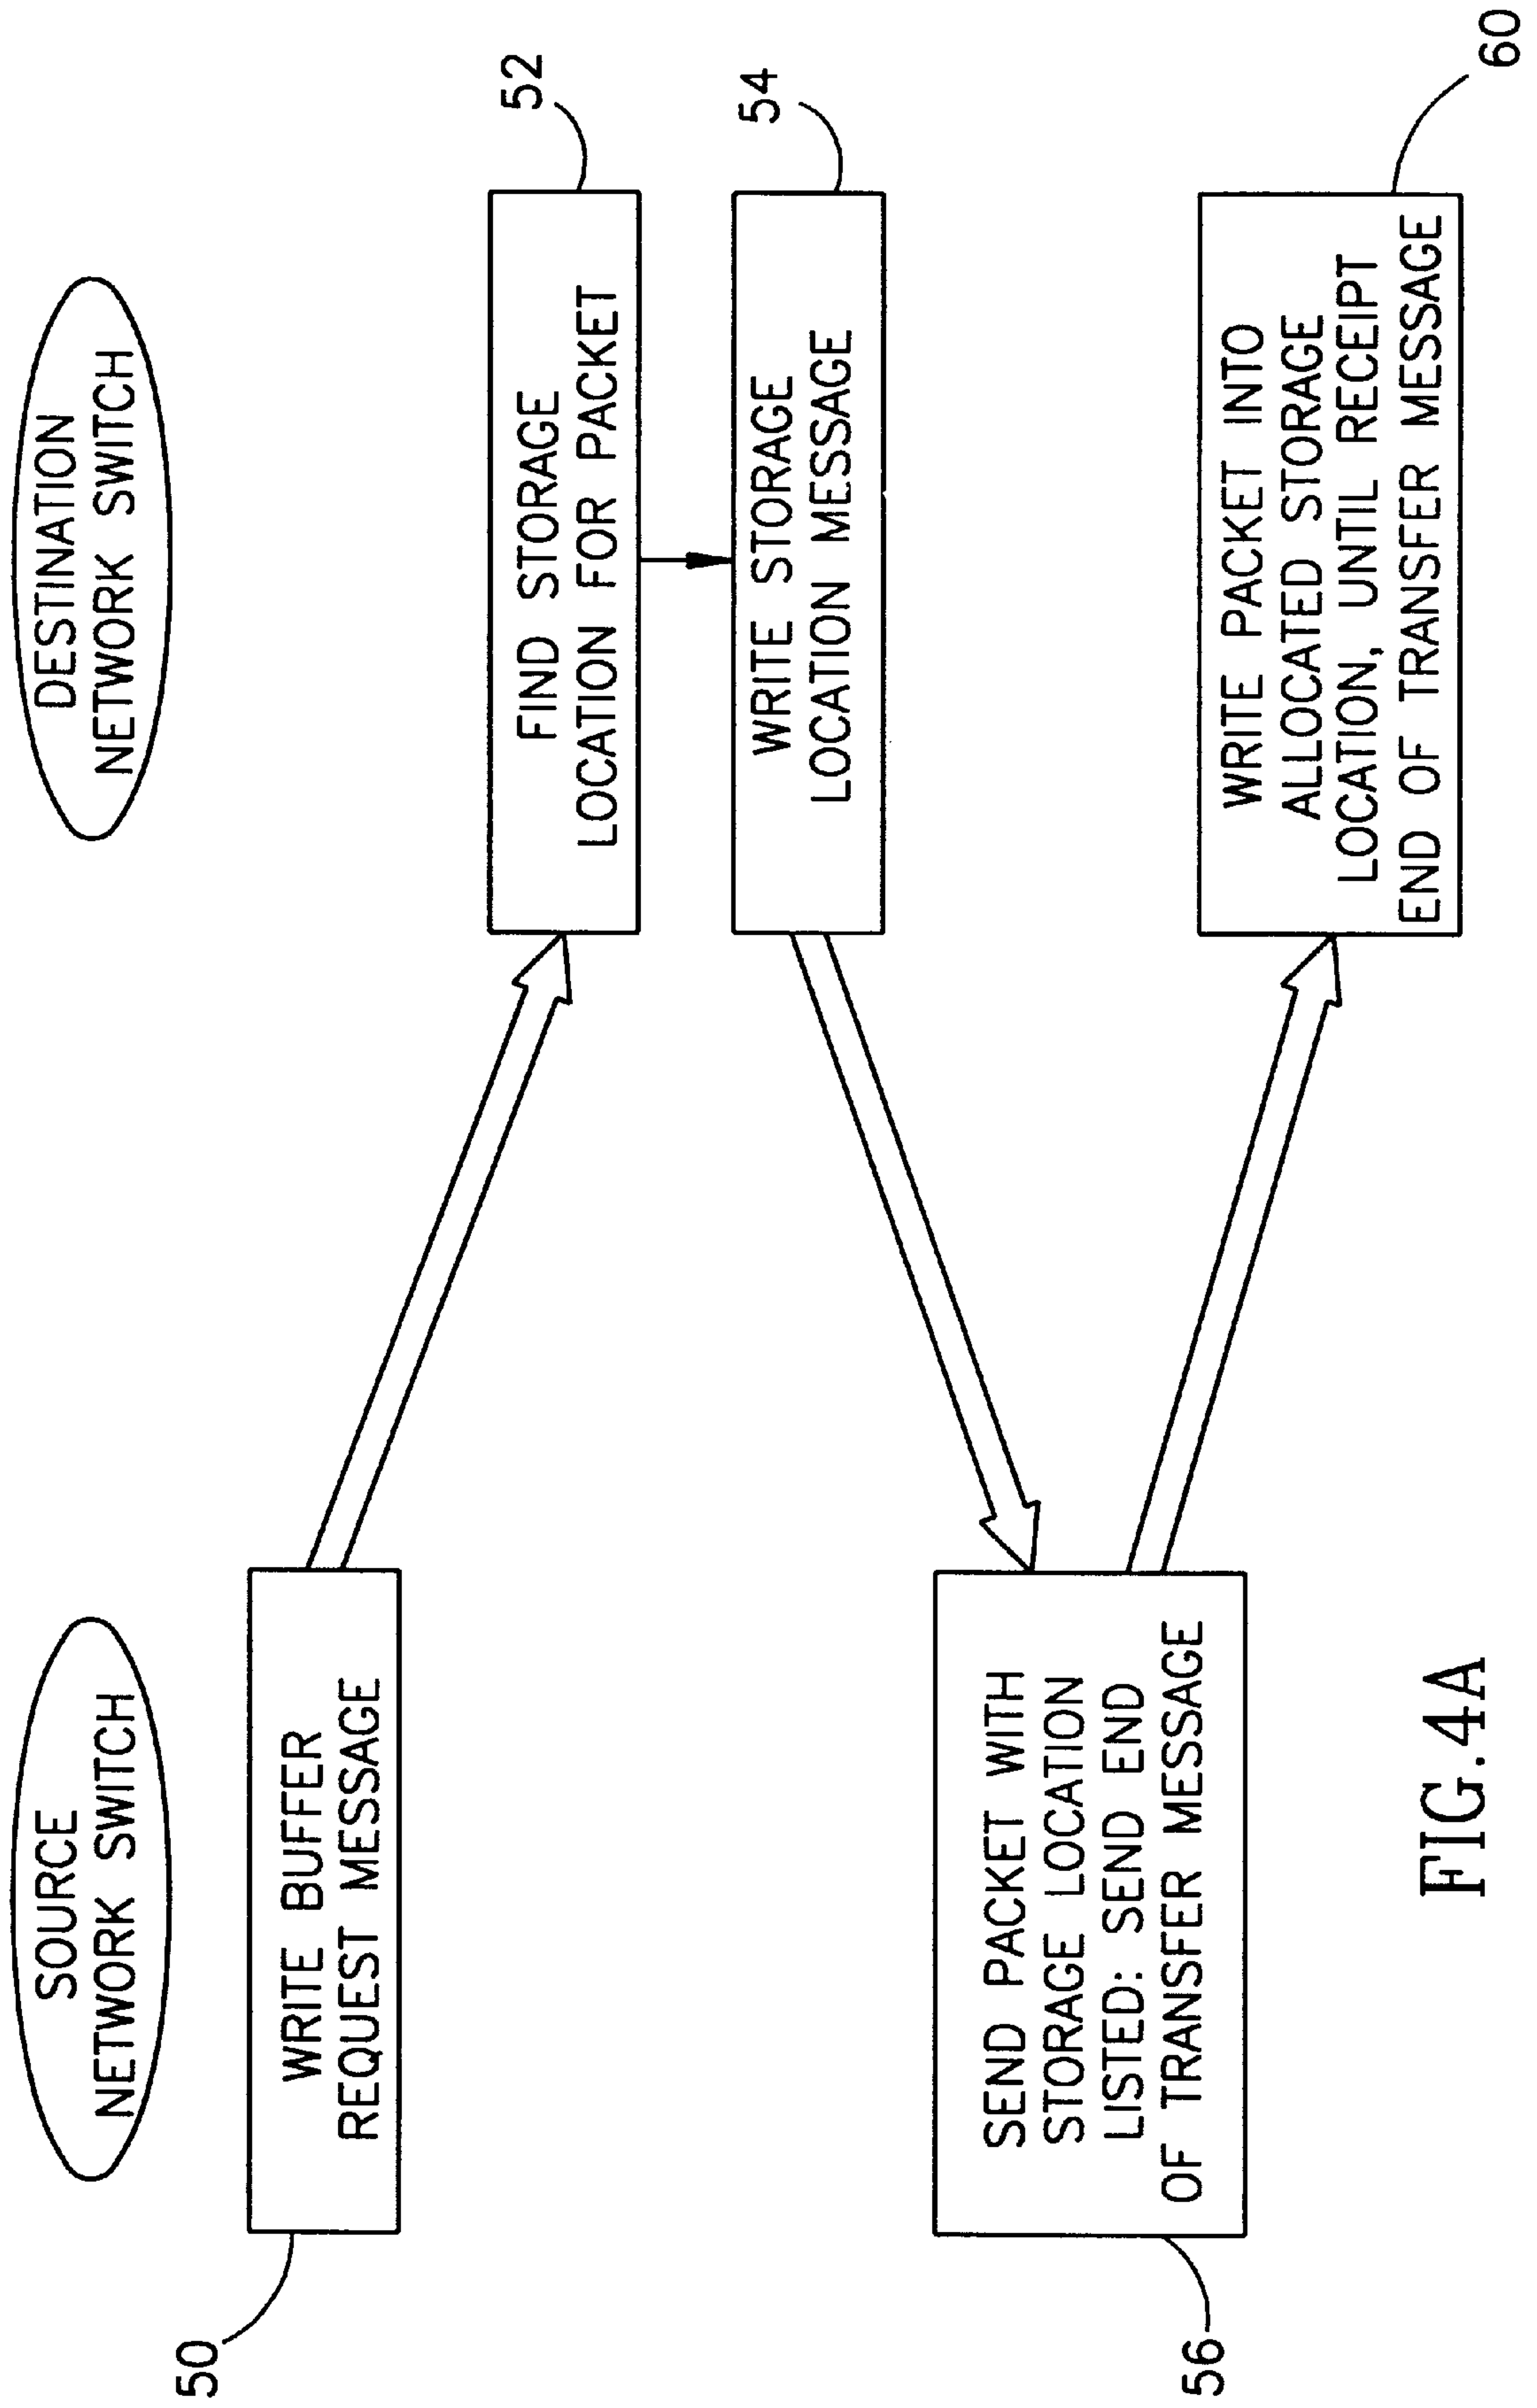 SOURCE
NETWORK SWITCH
DESTINATION
NETWORK SWITCH
50
WRITE BUFFER
REQUEST MESSAGE
52
FIND STORAGE
LOCATION FOR PACKET
54
WRITE STORAGE
LOCATION MESSAGE
56
SEND PACKET WITH
STORAGE LOCATION
LISTED: SEND END
OF TRANSFER MESSAGE
60
WRITE PACKET INTO
ALLOCATED STORAGE
LOCATION, UNTIL RECEIPT
END OF TRANSFER MESSAGE
FIG.4A